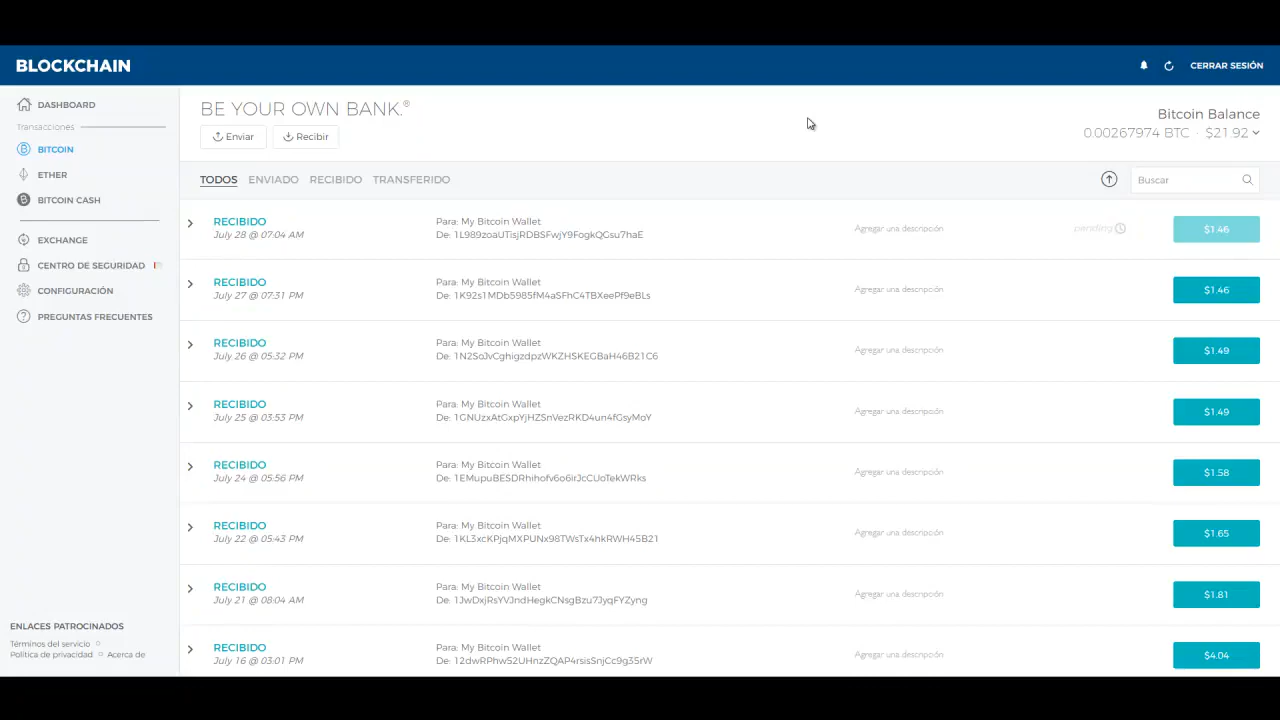 BLOCKCHAIN
CERRAR SESIÓN
DASHBOARD
Transacciones
BITCOIN
ETHER
BITCOIN CASH
EXCHANGE
CENTRO DE SEGURIDAD
CONFIGURACIÓN
PREGUNTAS FRECUENTES
ENLACES PATROCINADOS
Términos del servicio
Política de privacidad Acerca de
BE YOUR OWN BANK.®
Enviar Recibir
Bitcoin Balance
0.00267974 BTC · $21.92
TODOS ENVIADO RECIBIDO TRANSFERIDO
Buscar
RECIBIDO
July 28 @ 07:04 AM
Para: My Bitcoin Wallet
De: 1L989zoaUTisjRDBSFwjY9FogkQGsu7haE
Agregar una descripción
pending
$1.46
RECIBIDO
July 27 @ 07:31 PM
Para: My Bitcoin Wallet
De: 1K92s1MDb5985fM4aSFhC4TBXeePf9eBLs
Agregar una descripción
$1.46
RECIBIDO
July 26 @ 05:32 PM
Para: My Bitcoin Wallet
De: 1N2SoJvCghigzdpzWKZHSKEGBaH46B21C6
Agregar una descripción
$1.49
RECIBIDO
July 25 @ 03:53 PM
Para: My Bitcoin Wallet
De: 1GNUzxAtGxpYjHZSnVezRKD4un4fGsyMoY
Agregar una descripción
$1.49
RECIBIDO
July 24 @ 05:56 PM
Para: My Bitcoin Wallet
De: 1EMupuBESDRhihofv6o6irJcCUoTekWRks
Agregar una descripción
$1.58
RECIBIDO
July 22 @ 05:43 PM
Para: My Bitcoin Wallet
De: 1KL3xcKPjqMXPUNx98TWsTx4hkRWH45B21
Agregar una descripción
$1.65
RECIBIDO
July 21 @ 08:04 AM
Para: My Bitcoin Wallet
De: 1JwDxjRsYVJndHegkCNsgBzu7JyqFYZyng
Agregar una descripción
$1.81
RECIBIDO
July 16 @ 03:01 PM
Para: My Bitcoin Wallet
De: 12dwRPhw52UHnzZQAP4rsisSnjCc9g35rW
Agregar una descripción
$4.04